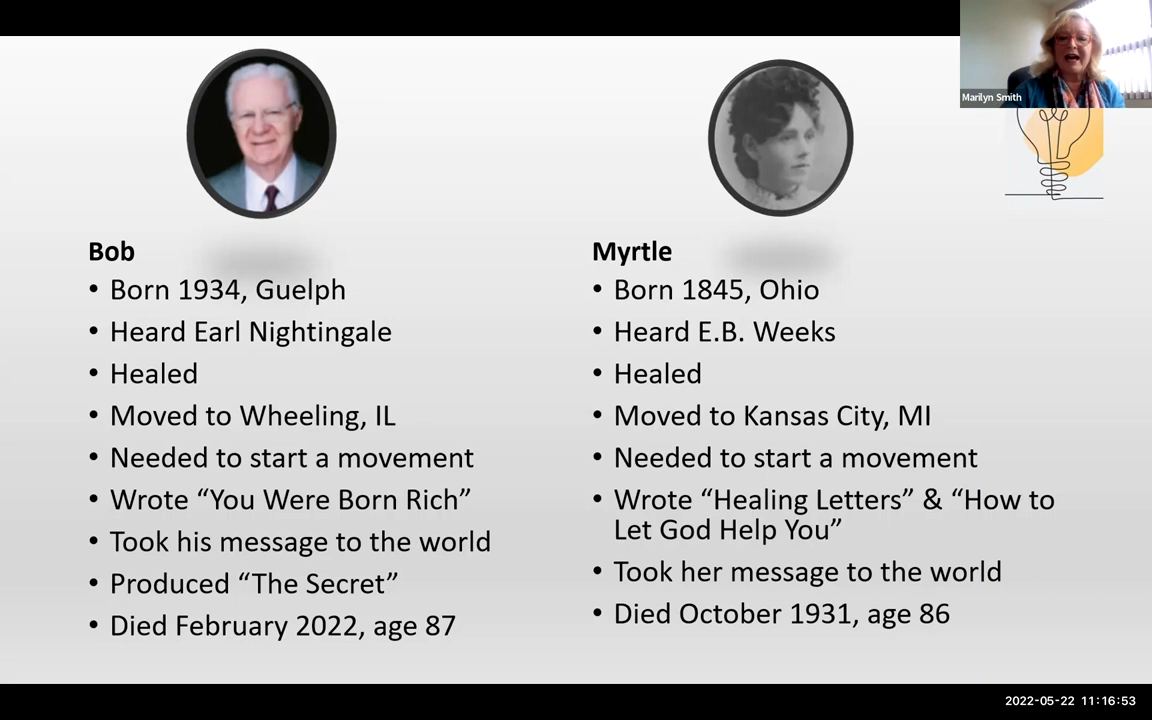 Marilyn Smith
Bob
• Born 1934, Guelph
• Heard Earl Nightingale
• Healed
• Moved to Wheeling, IL
• Needed to start a movement
• Wrote “You Were Born Rich”
• Took his message to the world
• Produced “The Secret”
• Died February 2022, age 87
Myrtle
• Born 1845, Ohio
• Heard E.B. Weeks
• Healed
• Moved to Kansas City, MI
• Needed to start a movement
• Wrote “Healing Letters” & “How to
Let God Help You”
• Took her message to the world
• Died October 1931, age 86
2022-05-22 11:16:53